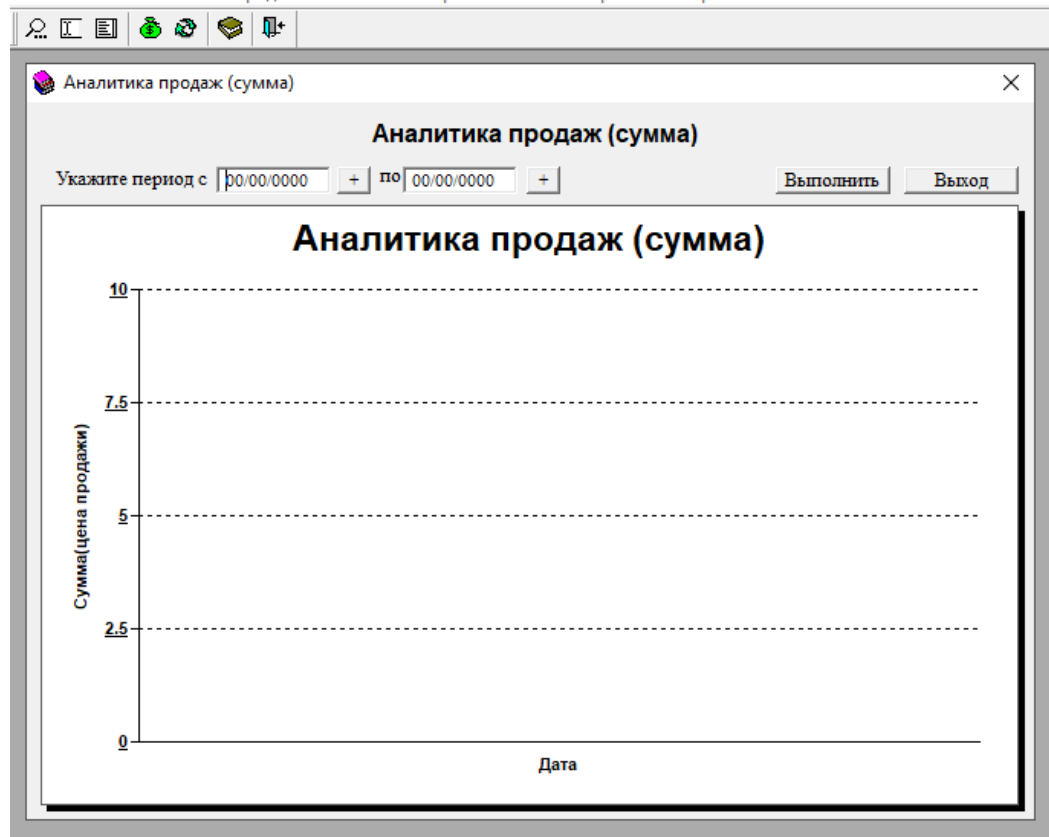 Аналитика продаж (сумма)
Аналитика продаж (сумма)
Укажите период с 00/00/0000 + по 00/00/0000 + Выполнить Выход
Аналитика продаж (сумма)
10
7.5
5
2.5
0
Сумма(цена продажи)
Дата